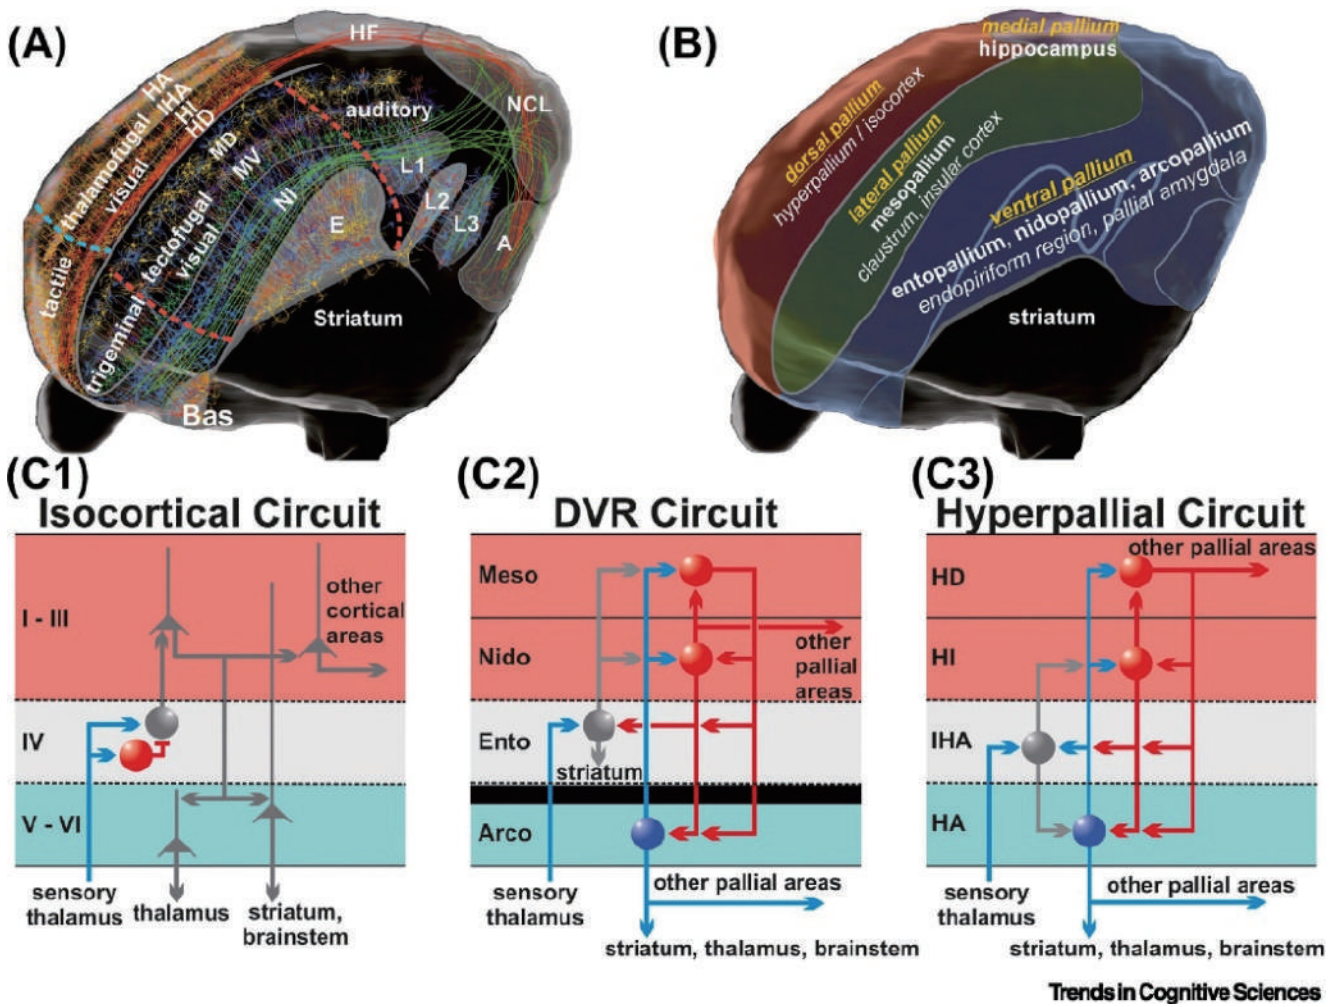 (A)
HF
HA
IHA
HI
HD
MD
MV
NI
auditory
NCL
L1
L2
L3
E
A
thalamofugal
visual
tectofugal
visual
tactile
trigeminal
Striatum
Bas
(B)
medial pallium
hippocampus
dorsal pallium
hyperpallium / isocortex
lateral pallium
mesopallium
claustrum, insular cortex
ventral pallium
entopallium, nidopallium, arcopallium
endopiriform region, pallial amygdala
striatum
(C1)
Isocortical Circuit
I - III
other
cortical
areas
IV
V - VI
sensory
thalamus
thalamus
striatum,
brainstem
(C2)
DVR Circuit
Meso
Nido
other
pallial
areas
Ento
striatum
Arco
sensory
thalamus
other pallial areas
striatum, thalamus, brainstem
(C3)
Hyperpallial Circuit
other pallial areas
HD
HI
IHA
HA
sensory
thalamus
other pallial areas
striatum, thalamus, brainstem
Trends in Cognitive Sciences